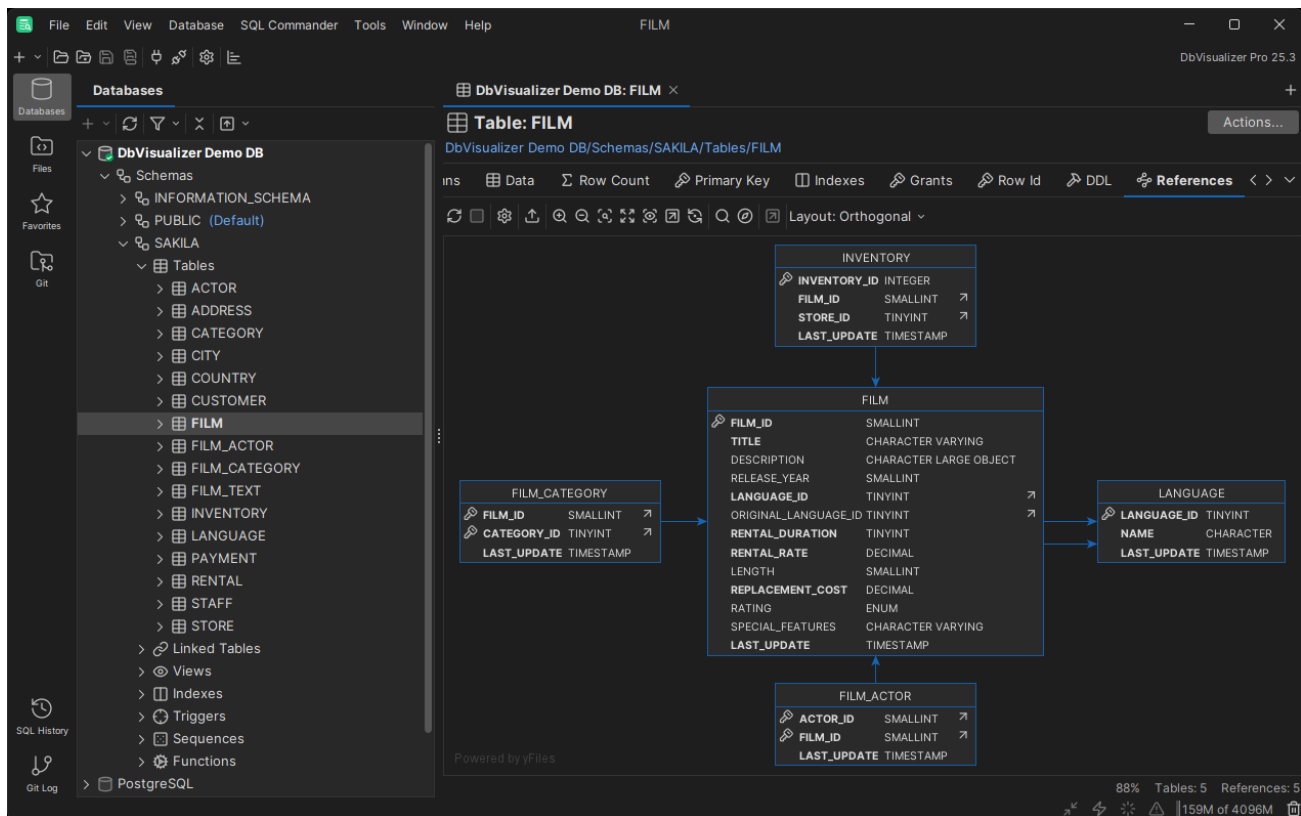 File Edit View Database SQL Commander Tools Window Help FILM
DbVisualizer Pro 25.3
Databases
Files
Favorites
Git
SQL History
Git Log
Databases
DbVisualizer Demo DB
Schemas
INFORMATION_SCHEMA
PUBLIC (Default)
SAKILA
Tables
ACTOR
ADDRESS
CATEGORY
CITY
COUNTRY
CUSTOMER
FILM
FILM_ACTOR
FILM_CATEGORY
FILM_TEXT
INVENTORY
LANGUAGE
PAYMENT
RENTAL
STAFF
STORE
Linked Tables
Views
Indexes
Triggers
Sequences
Functions
PostgreSQL
DbVisualizer Demo DB: FILM
Table: FILM
Actions...
DbVisualizer Demo DB/Schemas/SAKILA/Tables/FILM
ns Data Row Count Primary Key Indexes Grants Row Id DDL References
Layout: Orthogonal
INVENTORY
INVENTORY_ID INTEGER
FILM_ID SMALLINT
STORE_ID TINYINT
LAST_UPDATE TIMESTAMP
FILM
FILM_ID SMALLINT
TITLE CHARACTER VARYING
DESCRIPTION CHARACTER LARGE OBJECT
RELEASE_YEAR SMALLINT
LANGUAGE_ID TINYINT
ORIGINAL_LANGUAGE_ID TINYINT
RENTAL_DURATION TINYINT
RENTAL_RATE DECIMAL
LENGTH SMALLINT
REPLACEMENT_COST DECIMAL
RATING ENUM
SPECIAL_FEATURES CHARACTER VARYING
LAST_UPDATE TIMESTAMP
FILM_CATEGORY
FILM_ID SMALLINT
CATEGORY_ID TINYINT
LAST_UPDATE TIMESTAMP
LANGUAGE
LANGUAGE_ID TINYINT
NAME CHARACTER
LAST_UPDATE TIMESTAMP
FILM_ACTOR
ACTOR_ID SMALLINT
FILM_ID SMALLINT
LAST_UPDATE TIMESTAMP
Powered by yFiles
88% Tables: 5 References: 5
159M of 4096M